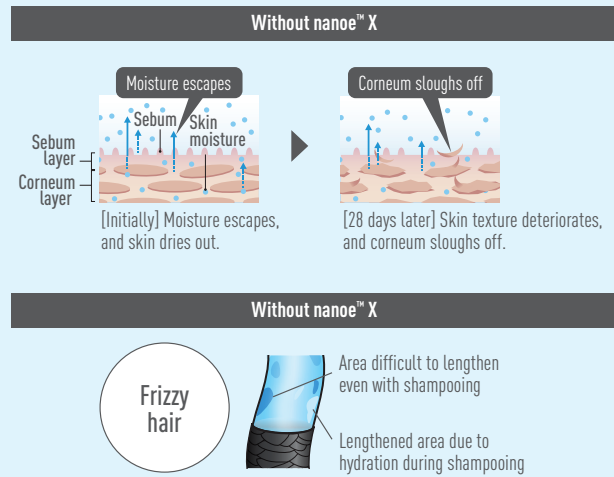 Without nanoe™ X
Moisture escapes
Corneum sloughs off
Sebum
Skin
moisture
Sebum
layer
Corneum
layer
[Initially] Moisture escapes,
and skin dries out.
[28 days later] Skin texture deteriorates,
and corneum sloughs off.
Without nanoe™ X
Frizzy
hair
Area difficult to lengthen
even with shampooing
Lengthened area due to
hydration during shampooing